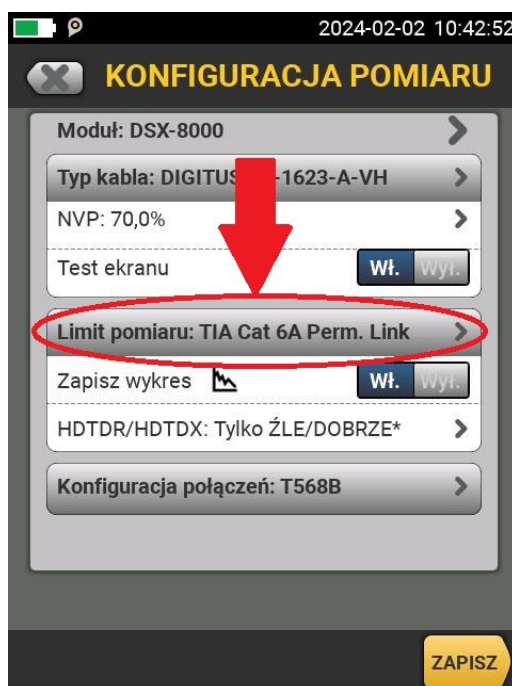 2024-02-02 10:42:52
KONFIGURACJA POMIARU
Moduł: DSX-8000
Typ kabla: DIGITUS -1623-A-VH
NVP: 70,0%
Test ekranu Wł. Wył.
Limit pomiaru: TIA Cat 6A Perm. Link
Zapisz wykres Wł. Wył.
HDTDR/HDTDX: Tylko ŹLE/DOBRZE*
Konfiguracja połączeń: T568B
ZAPISZ